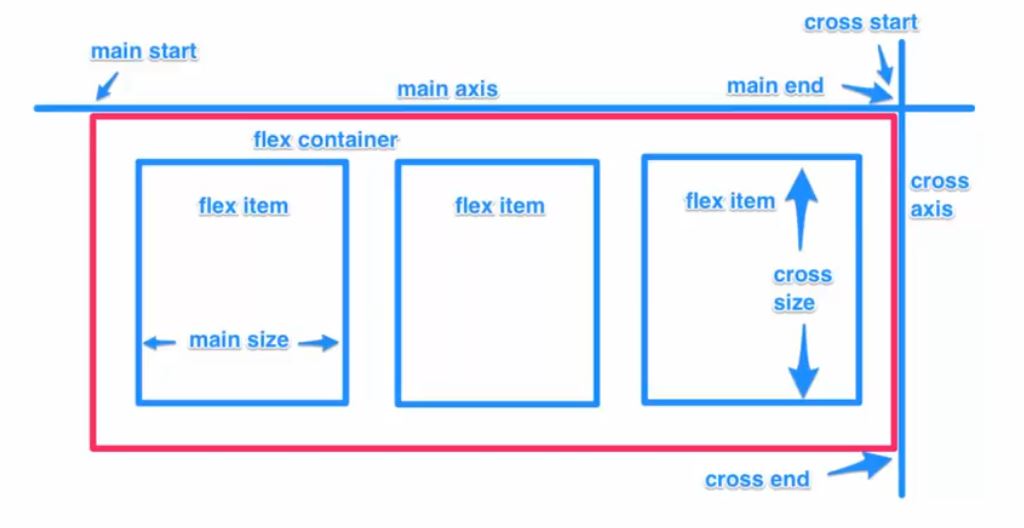 cross start
main start
main axis
main end
flex container
cross
axis
flex item
flex item
flex item
cross
size
main size
cross end